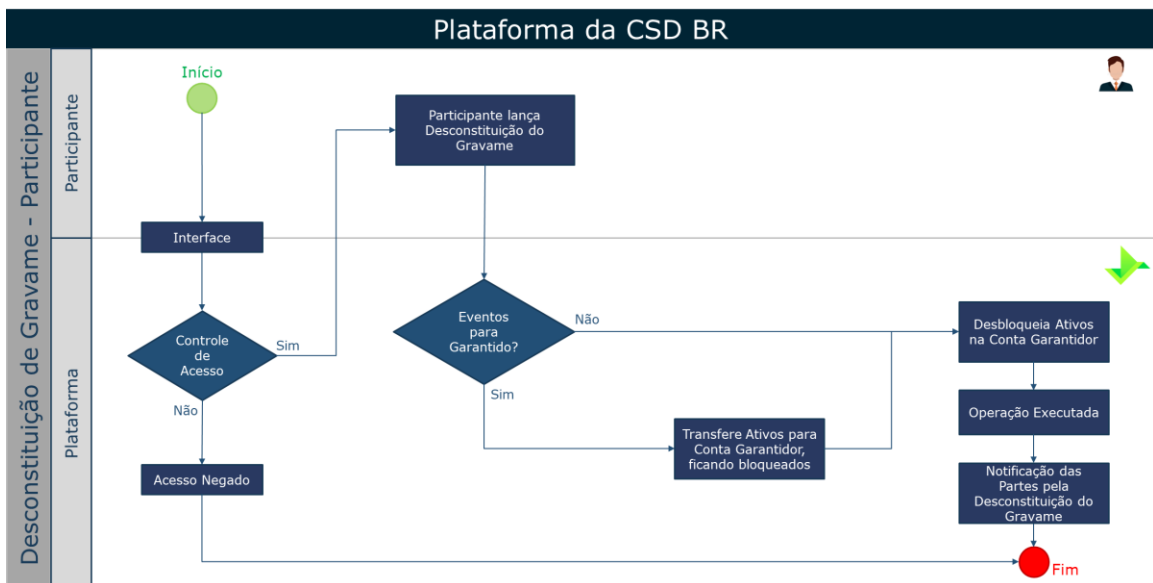 Plataforma da CSD BR
Desconstituição de Gravame - Participante
Participante
Início
Participante lança
Desconstituição do
Gravame
Interface
Plataforma
Controle
de
Acesso
Sim
Não
Acesso Negado
Eventos
para
Garantido?
Não
Sim
Transfere Ativos para
Conta Garantidor,
ficando bloqueados
Desbloqueia Ativos
na Conta Garantidor
Operação Executada
Notificação das
Partes pela
Desconstituição do
Gravame
Fim